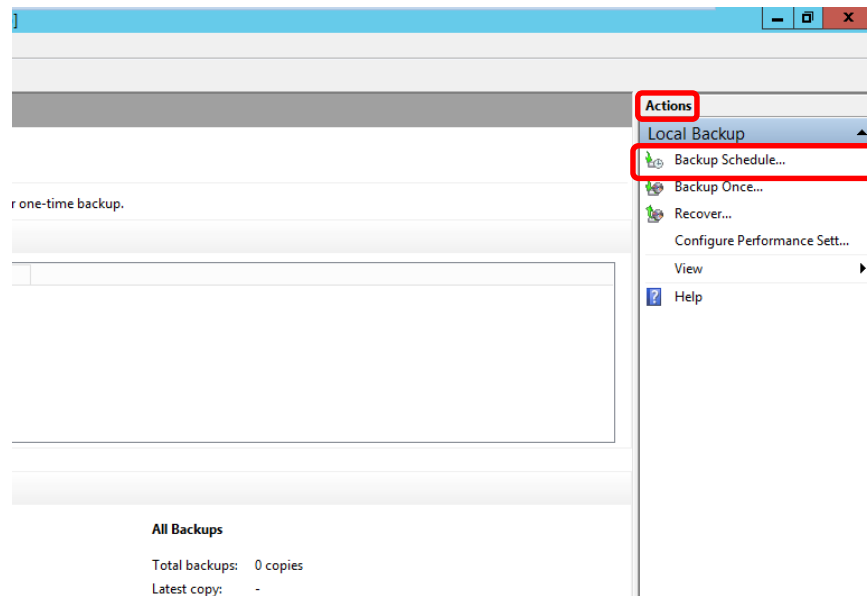 ]
Actions
Local Backup
Backup Schedule...
Backup Once...
Recover...
Configure Performance Sett...
View
Help
r one-time backup.
All Backups
Total backups: 0 copies
Latest copy: -